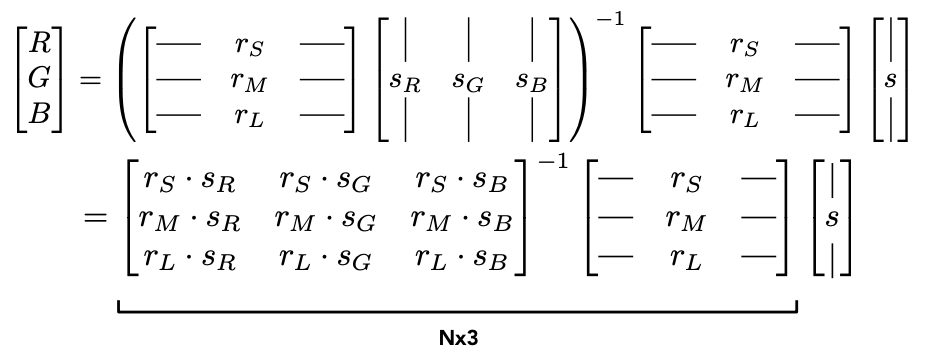 [R G B] = ([— r_S —; — r_M —; — r_L —] [| | |; s_R s_G s_B; | | |])^{-1} [— r_S —; — r_M —; — r_L —] [| s |]
= [r_S · s_R r_S · s_G r_S · s_B; r_M · s_R r_M · s_G r_M · s_B; r_L · s_R r_L · s_G r_L · s_B]^{-1} [— r_S —; — r_M —; — r_L —] [| s |]
Nx3